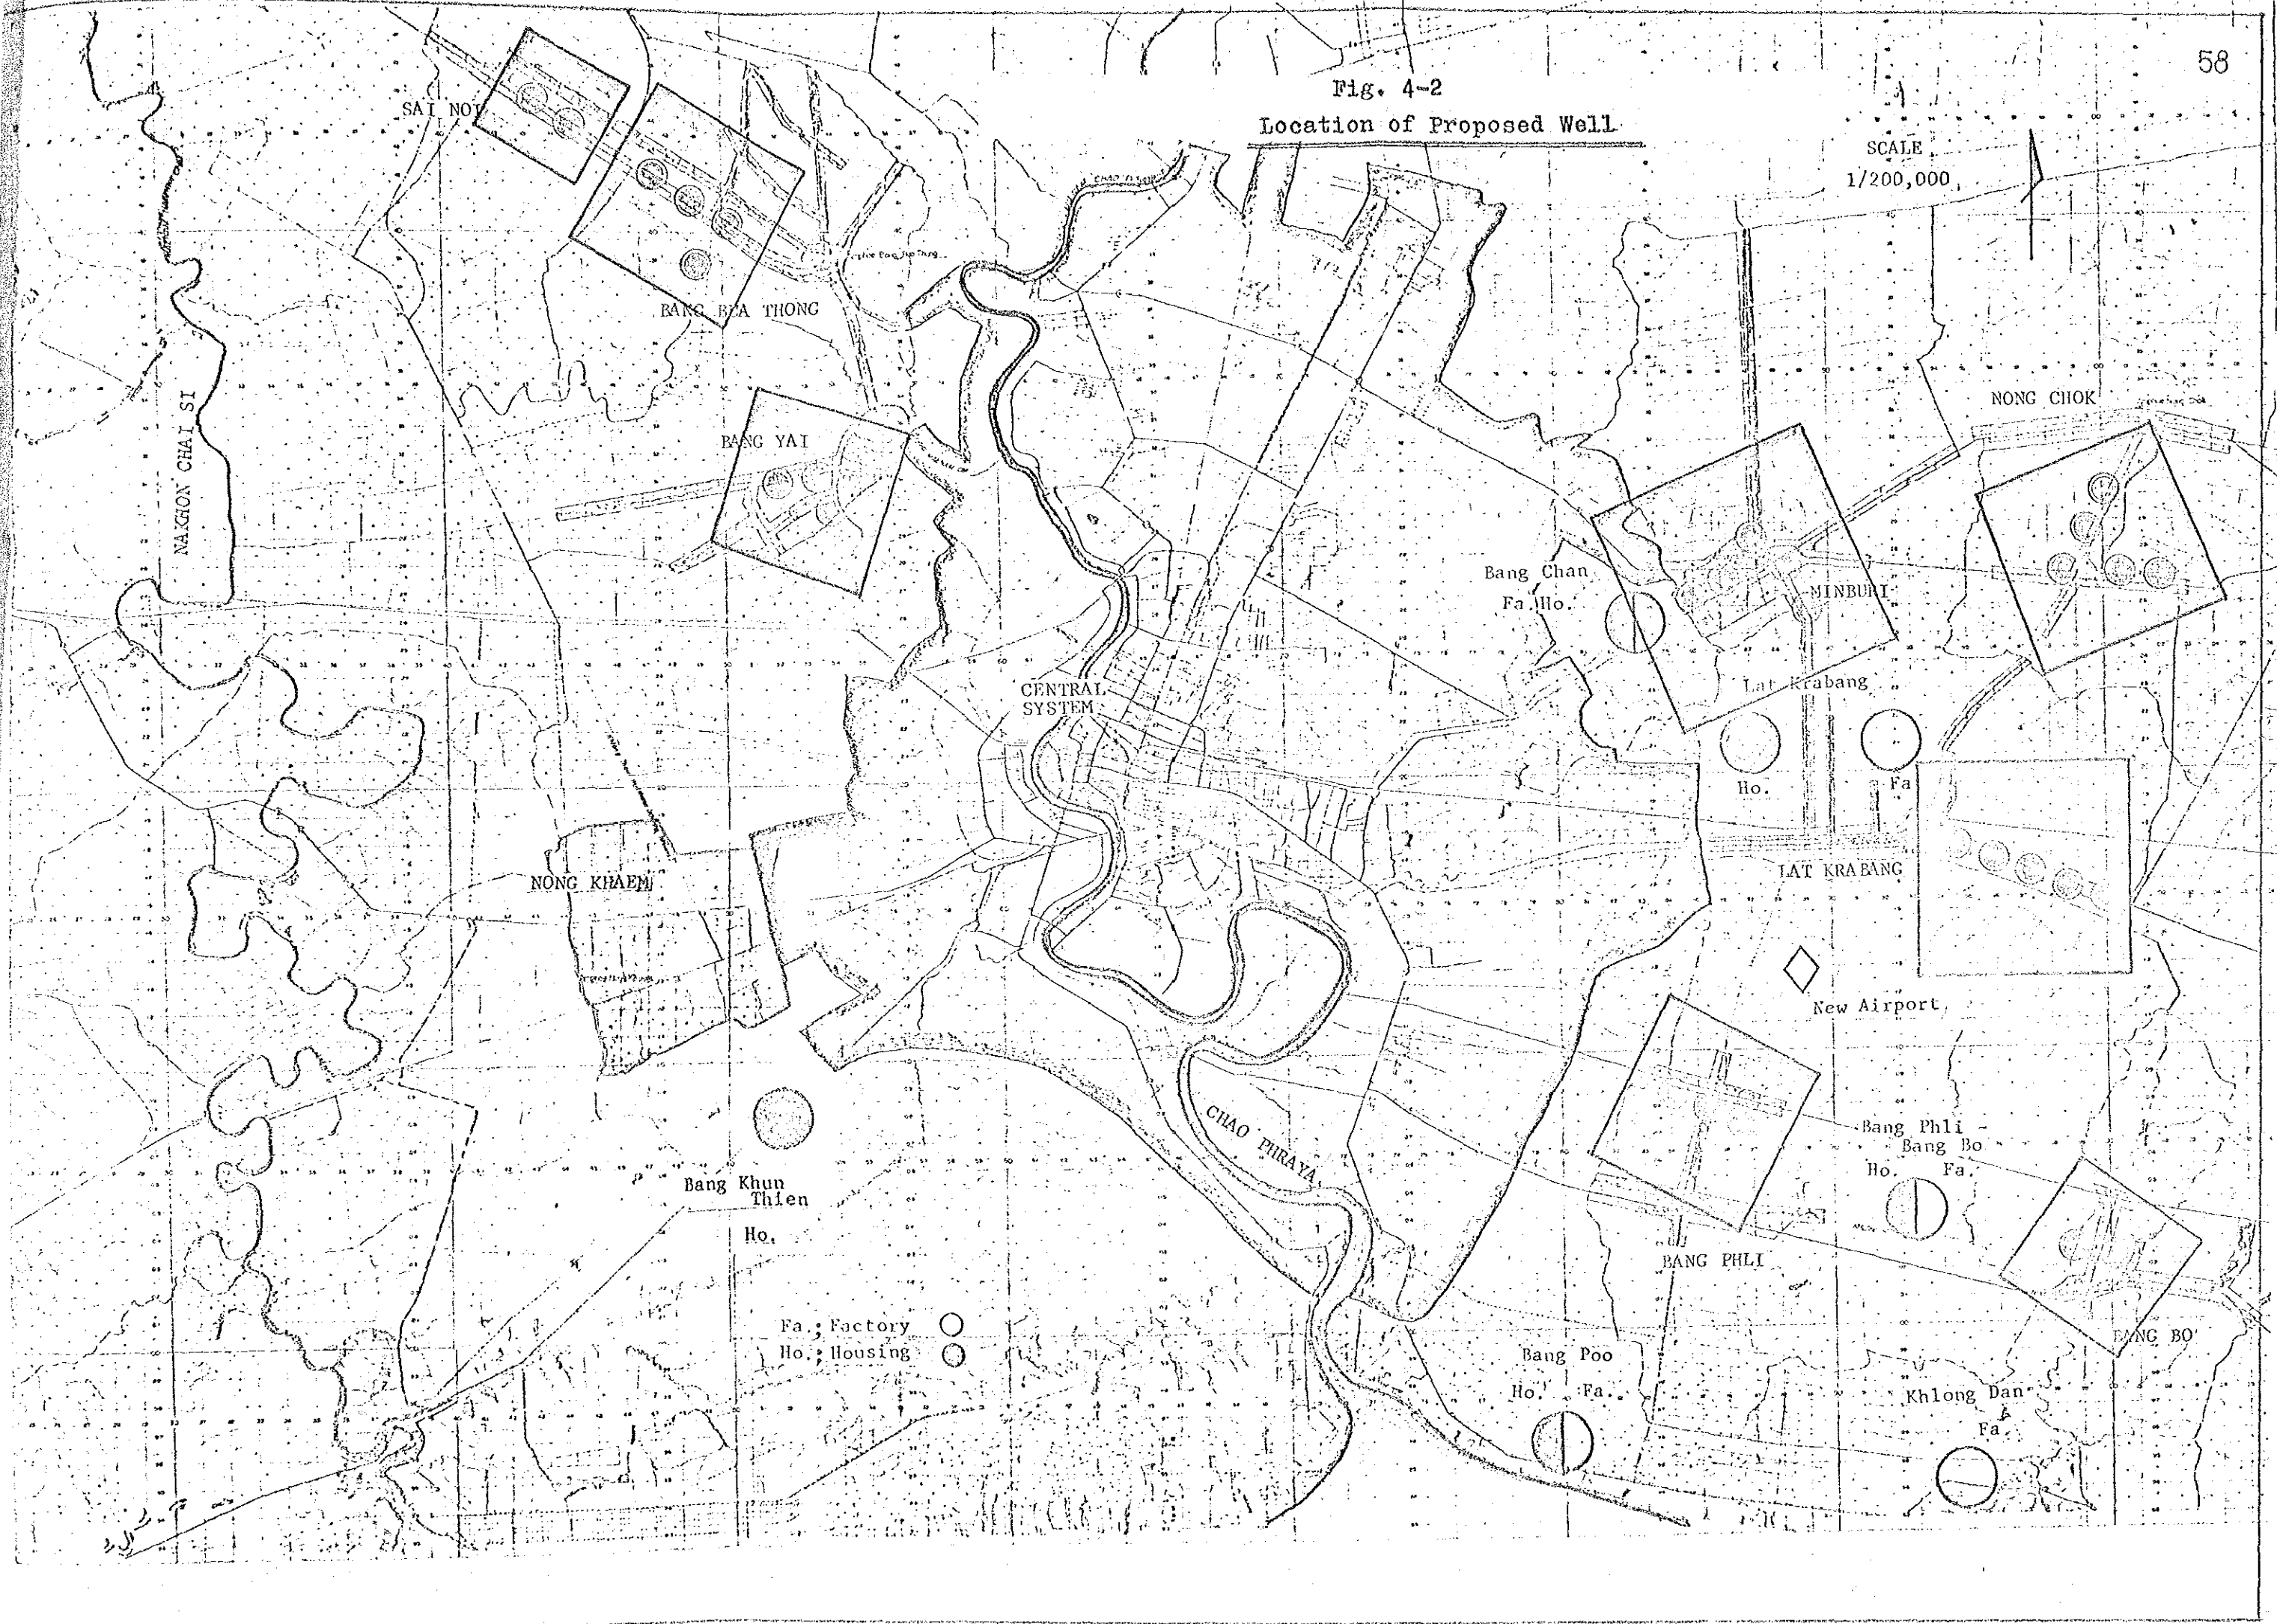 58
Fig. 4-2
Location of Proposed Well
SCALE
1/200,000
SAI NOI
BANG BUA THONG
NAKHON CHAI SI
BANG YAI
NONG CHOK
Bang Chan
Fa. Ho.
MINBURI
CENTRAL
SYSTEM
Lat Krabang
Ho.
Fa
NONG KHAEM
LAT KRABANG
New Airport
CHAO PHRAYA
Bang Phli -
Bang Bo
Ho. Fa.
Bang Khun
Thien
Ho.
BANG PHLI
Fa.; Factory
Ho.; Housing
BANG BO
Bang Poo
Ho. Fa.
Khlong Dan
Fa.